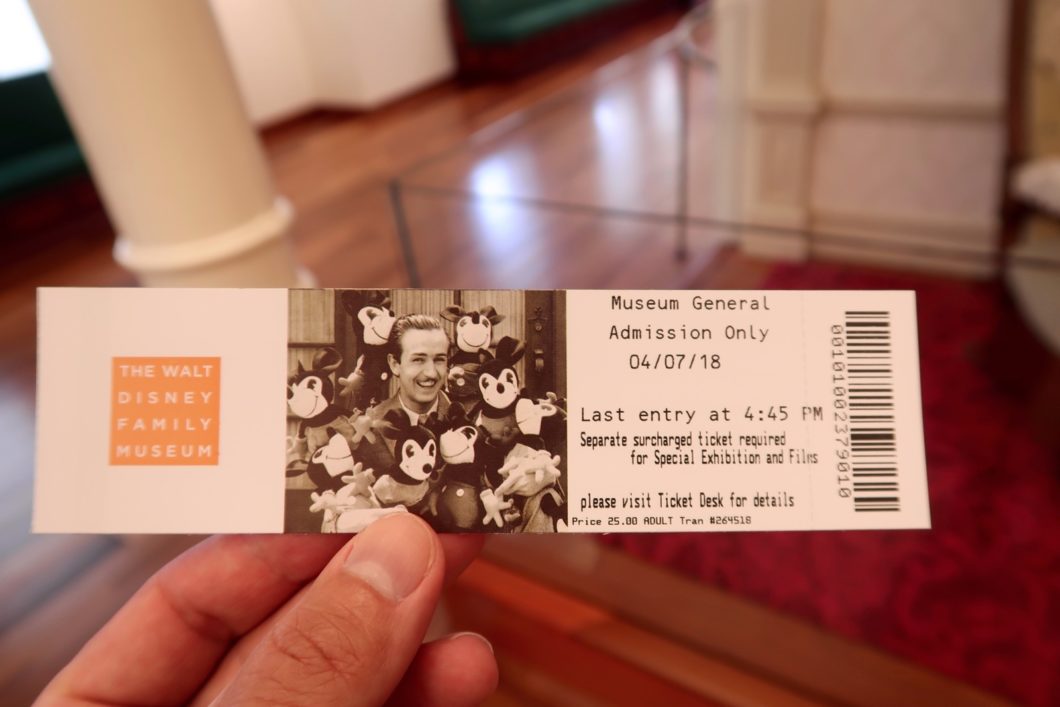 THE WALT
DISNEY
FAMILY
MUSEUM
Museum General
Admission Only
04/07/18
Last entry at 4:45 PM
Separate surcharged ticket required
for Special Exhibition and Films
please visit Ticket Desk for details
Price 25.00 ADULT Tran #264518
00101002379010